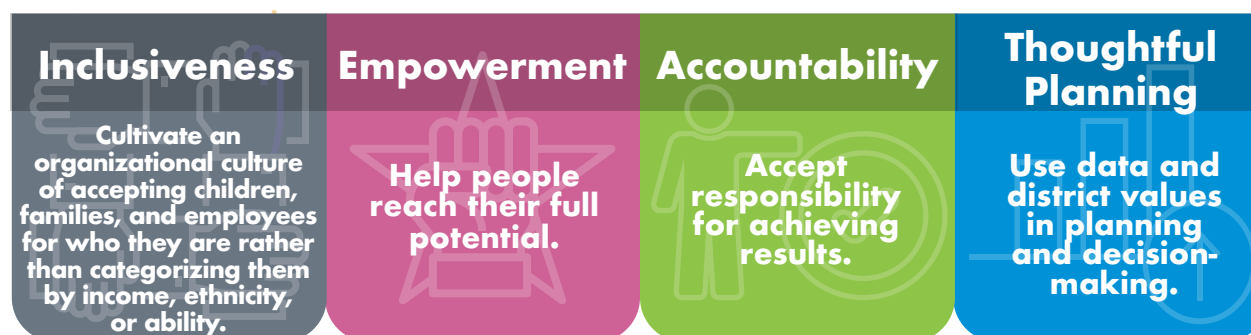 Inclusiveness
Cultivate an
organizational culture
of accepting children,
families, and employees
for who they are rather
than categorizing them
by income, ethnicity,
or ability.
Empowerment
Help people
reach their full
potential.
Accountability
Accept
responsibility
for achieving
results.
Thoughtful
Planning
Use data and
district values
in planning
and decision-
making.